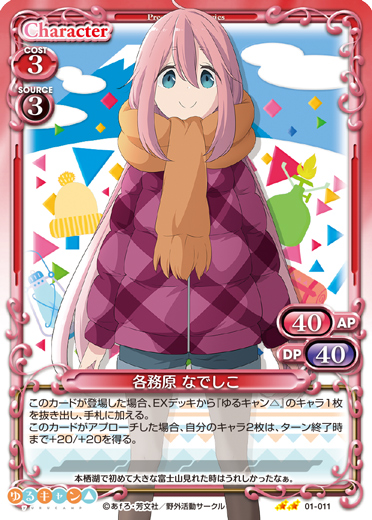 Character
COST
3
SOURCE
3
40 AP
DP 40
各務原 なでしこ
このカードが登場した場合、EXデッキから『ゆるキャン△』のキャラ1枚
を抜き出し、手札に加える。
このカードがアプローチした場合、自分のキャラ2枚は、ターン終了時
まで+20/+20を得る。
本栖湖で初めて大きな富士山見れた時はうれしかったなぁ。
ゆるキャン△
©あfろ・芳文社／野外活動サークル
01-011